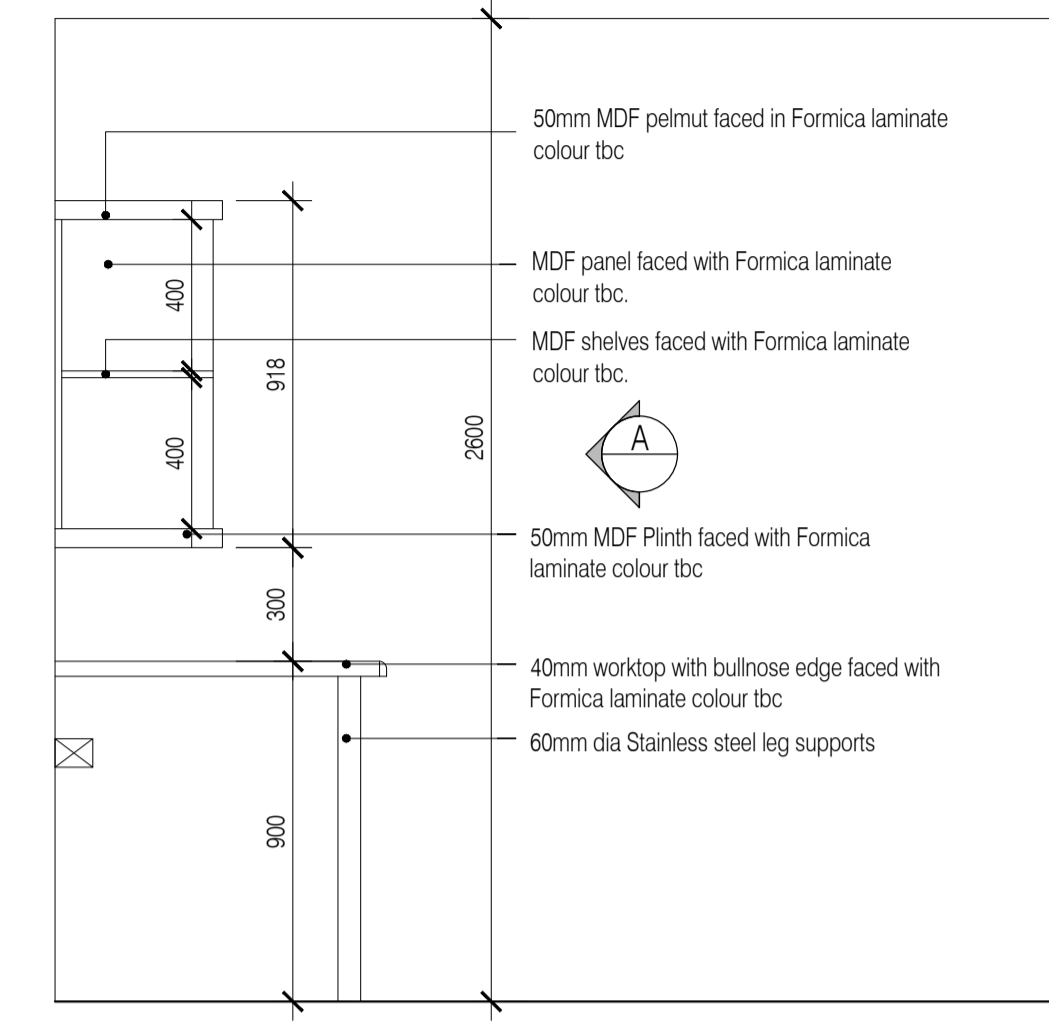 50mm MDF pelmut faced in Formica laminate
colour tbc
MDF panel faced with Formica laminate
colour tbc.
400
MDF shelves faced with Formica laminate
colour tbc.
918
A
2600
400
50mm MDF Plinth faced with Formica
laminate colour tbc
300
40mm worktop with bullnose edge faced with
Formica laminate colour tbc
60mm dia Stainless steel leg supports
900